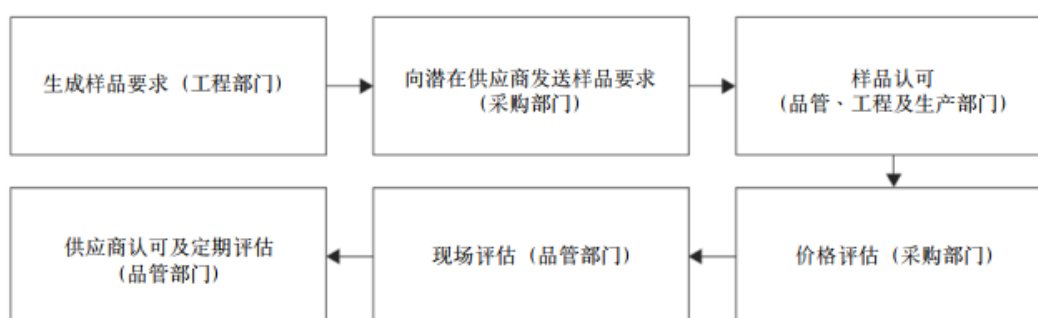 生成样品要求（工程部门）
向潜在供应商发送样品要求
（采购部门）
样品认可
（品管、工程及生产部门）
价格评估（采购部门）
现场评估（品管部门）
供应商认可及定期评估
（品管部门）